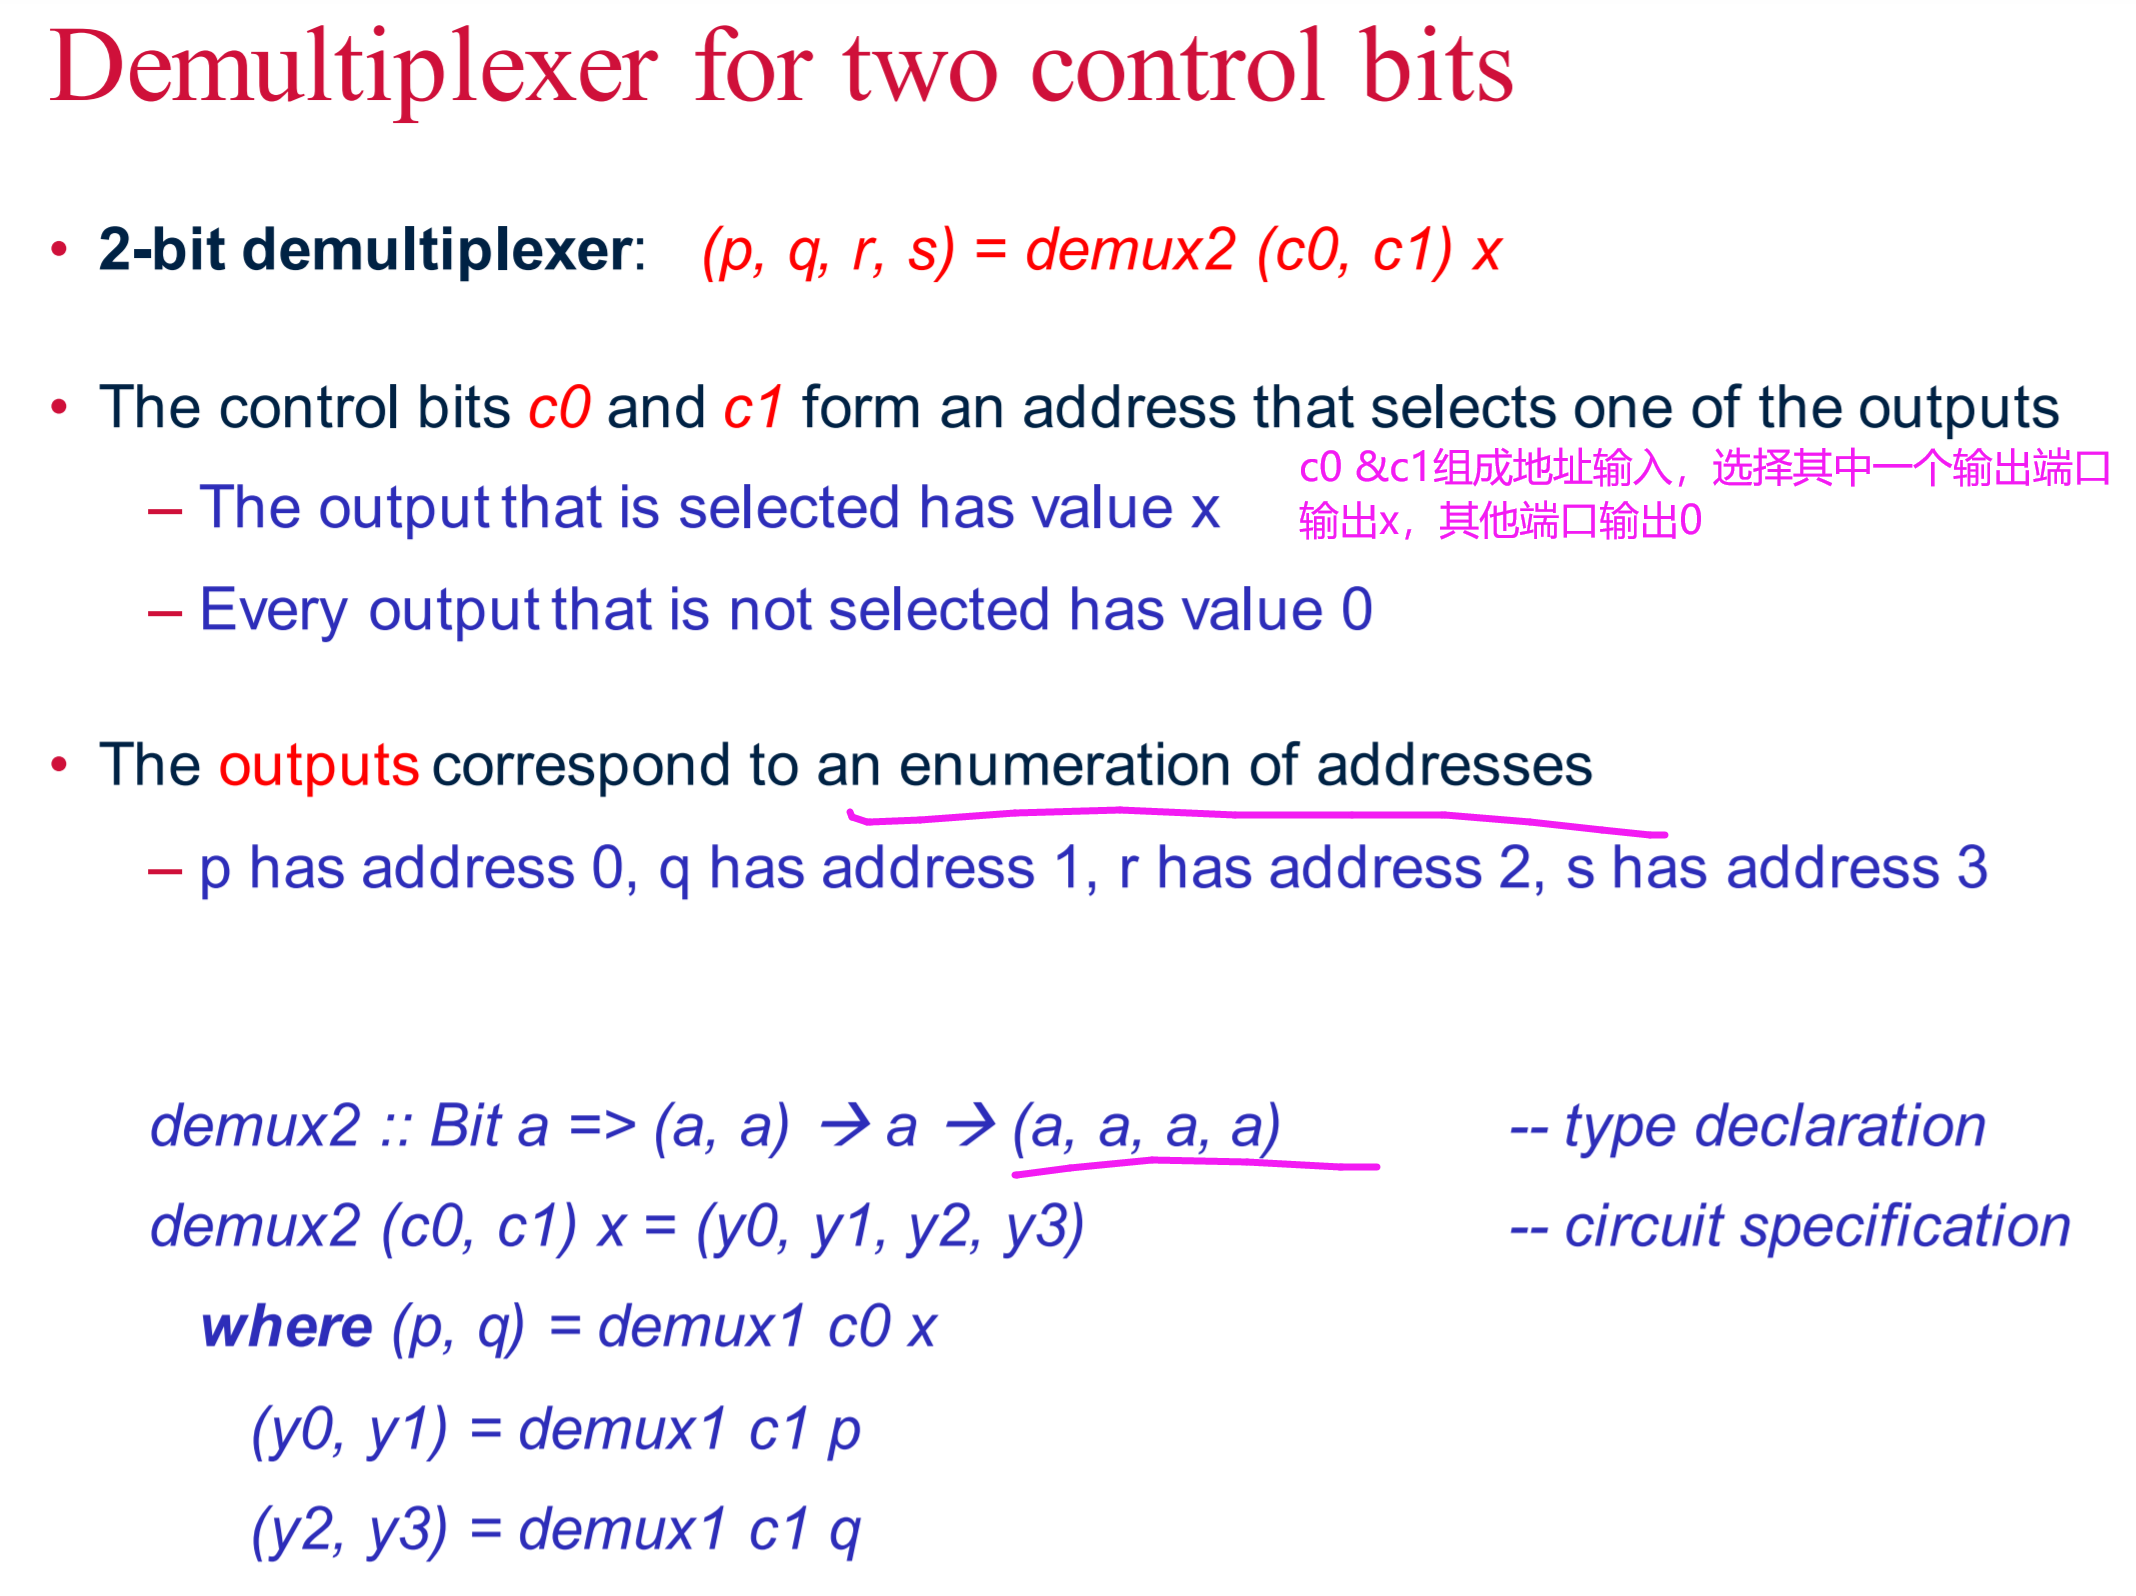 Demultiplexer for two control bits
• 2-bit demultiplexer: (p, q, r, s) = demux2 (c0, c1) x
• The control bits c0 and c1 form an address that selects one of the outputs
c0 &c1组成地址输入，选择其中一个输出端口
输出x，其他端口输出0
– The output that is selected has value x
– Every output that is not selected has value 0
• The outputs correspond to an enumeration of addresses
– p has address 0, q has address 1, r has address 2, s has address 3
demux2 :: Bit a => (a, a) → a → (a, a, a, a) -- type declaration
demux2 (c0, c1) x = (y0, y1, y2, y3) -- circuit specification
where (p, q) = demux1 c0 x
(y0, y1) = demux1 c1 p
(y2, y3) = demux1 c1 q